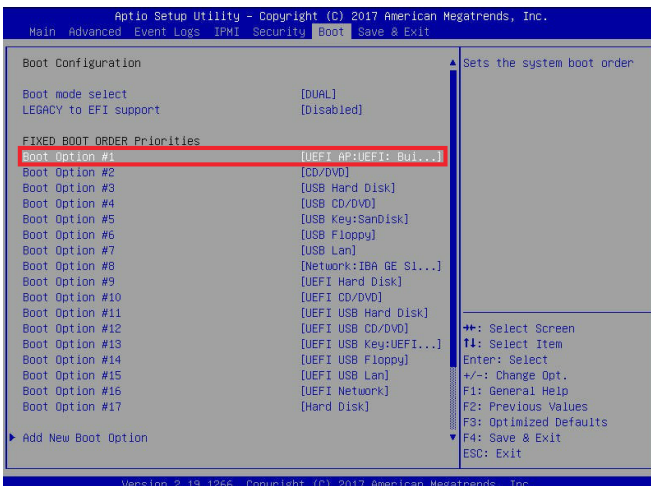 Aptio Setup Utility – Copyright (C) 2017 American Megatrends, Inc.
Main Advanced Event Logs IPMI Security Boot Save & Exit
Boot Configuration
Boot mode select [DUAL]
LEGACY to EFI support [Disabled]
FIXED BOOT ORDER Priorities
Boot Option #1 [UEFI AP:UEFI: Bui...]
Boot Option #2 [CD/DVD]
Boot Option #3 [USB Hard Disk]
Boot Option #4 [USB CD/DVD]
Boot Option #5 [USB Key:SanDisk]
Boot Option #6 [USB Floppy]
Boot Option #7 [USB Lan]
Boot Option #8 [Network:IBA GE Sl...]
Boot Option #9 [UEFI Hard Disk]
Boot Option #10 [UEFI CD/DVD]
Boot Option #11 [UEFI USB Hard Disk]
Boot Option #12 [UEFI USB CD/DVD]
Boot Option #13 [UEFI USB Key:UEFI...]
Boot Option #14 [UEFI USB Floppy]
Boot Option #15 [UEFI USB Lan]
Boot Option #16 [UEFI Network]
Boot Option #17 [Hard Disk]
Add New Boot Option
Sets the system boot order
→←: Select Screen
↑↓: Select Item
Enter: Select
+/-: Change Opt.
F1: General Help
F2: Previous Values
F3: Optimized Defaults
F4: Save & Exit
ESC: Exit
Version 2.19.1266. Copyright (C) 2017 American Megatrends, Inc.